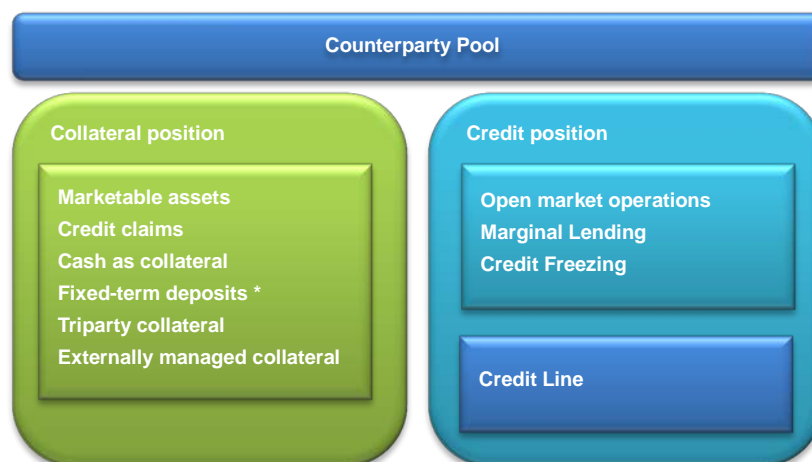 Counterparty Pool
Collateral position
Marketable assets
Credit claims
Cash as collateral
Fixed-term deposits *
Triparty collateral
Externally managed collateral
Credit position
Open market operations
Marginal Lending
Credit Freezing
Credit Line